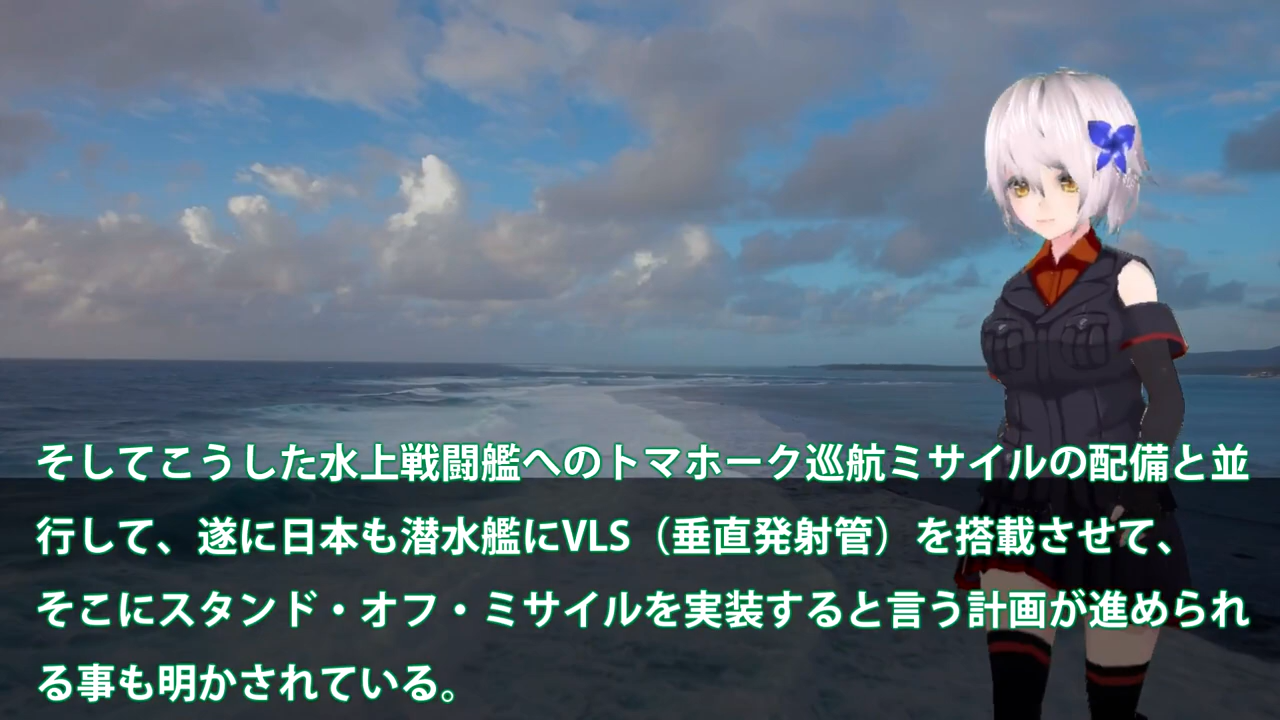 そしてこうした水上戦闘艦へのトマホーク巡航ミサイルの配備と並
行して、遂に日本も潜水艦にVLS（垂直発射管）を搭載させて、
そこにスタンド・オフ・ミサイルを実装すると言う計画が進められ
る事も明かされている。